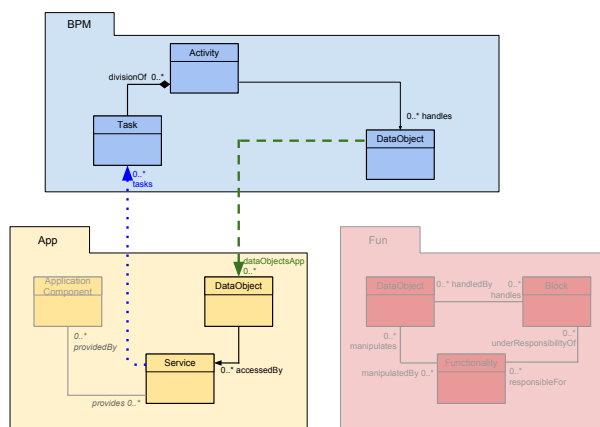 BPM
Activity
divisionOf 0..*
0..* handles
Task
DataObject
0..*
tasks
App
Fun
dataObjectsApp
0..*
Application
Component
DataObject
DataObject
0..* handledBy
0..*
handles
Block
0..*
providedBy
0..*
manipulates
0..*
underResponsibilityOf
Service
0..* accessedBy
Functionality
manipulatedBy 0..*
0..*
responsibleFor
provides 0..*